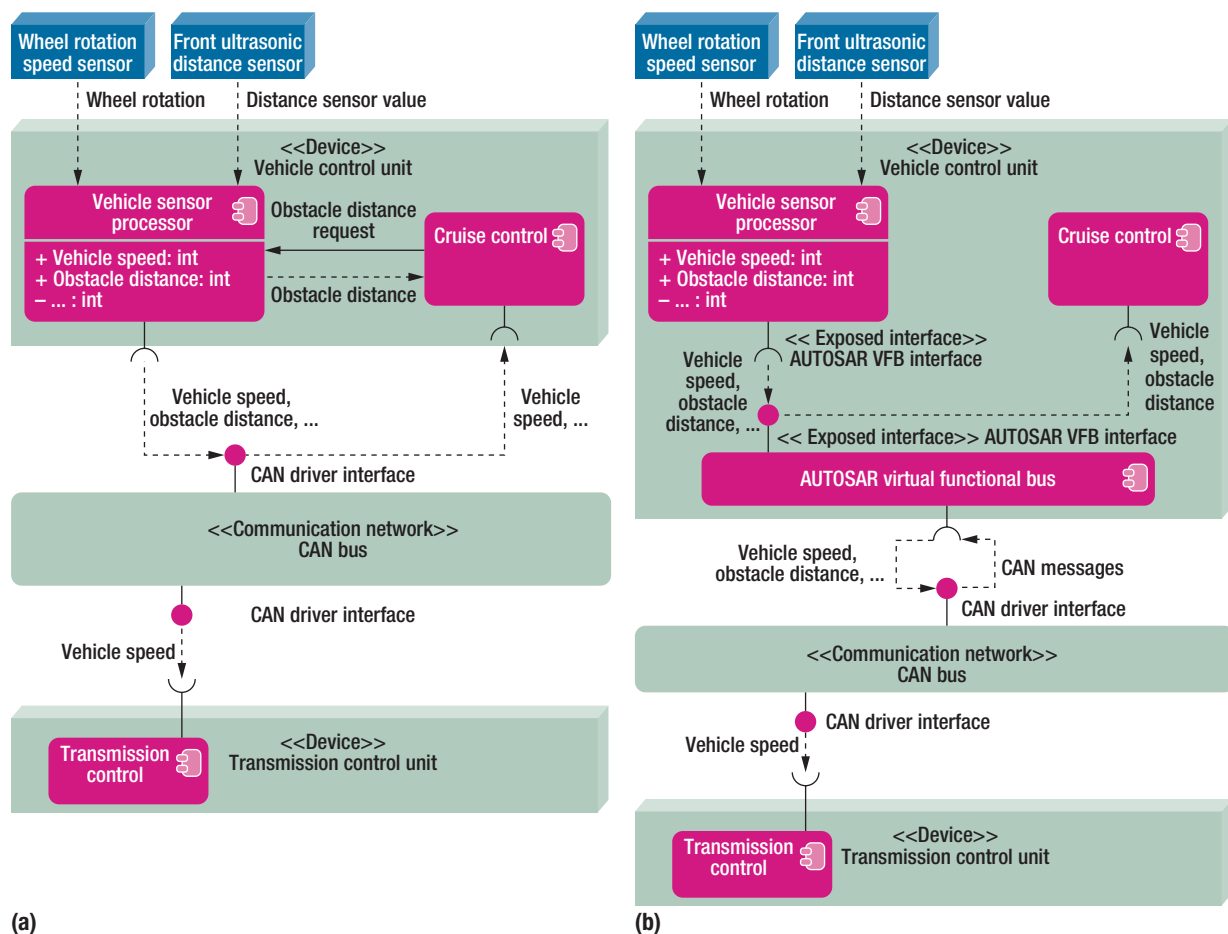 Wheel rotation
speed sensor
Front ultrasonic
distance sensor
Wheel rotation
Distance sensor value
<<Device>>
Vehicle control unit
Vehicle sensor
processor
+ Vehicle speed: int
+ Obstacle distance: int
– ... : int
Obstacle distance
request
Obstacle distance
Cruise control
Vehicle speed,
obstacle distance, ...
Vehicle
speed, ...
CAN driver interface
<<Communication network>>
CAN bus
CAN driver interface
Vehicle speed
<<Device>>
Transmission control unit
Transmission
control
(a)
Wheel rotation
speed sensor
Front ultrasonic
distance sensor
Wheel rotation
Distance sensor value
<<Device>>
Vehicle control unit
Vehicle sensor
processor
+ Vehicle speed: int
+ Obstacle distance: int
– ... : int
Cruise control
<< Exposed interface>>
AUTOSAR VFB interface
Vehicle
speed,
obstacle
distance, ...
Vehicle
speed,
obstacle
distance
<< Exposed interface>> AUTOSAR VFB interface
AUTOSAR virtual functional bus
Vehicle speed,
obstacle distance, ...
CAN messages
CAN driver interface
<<Communication network>>
CAN bus
CAN driver interface
Vehicle speed
<<Device>>
Transmission control unit
Transmission
control
(b)